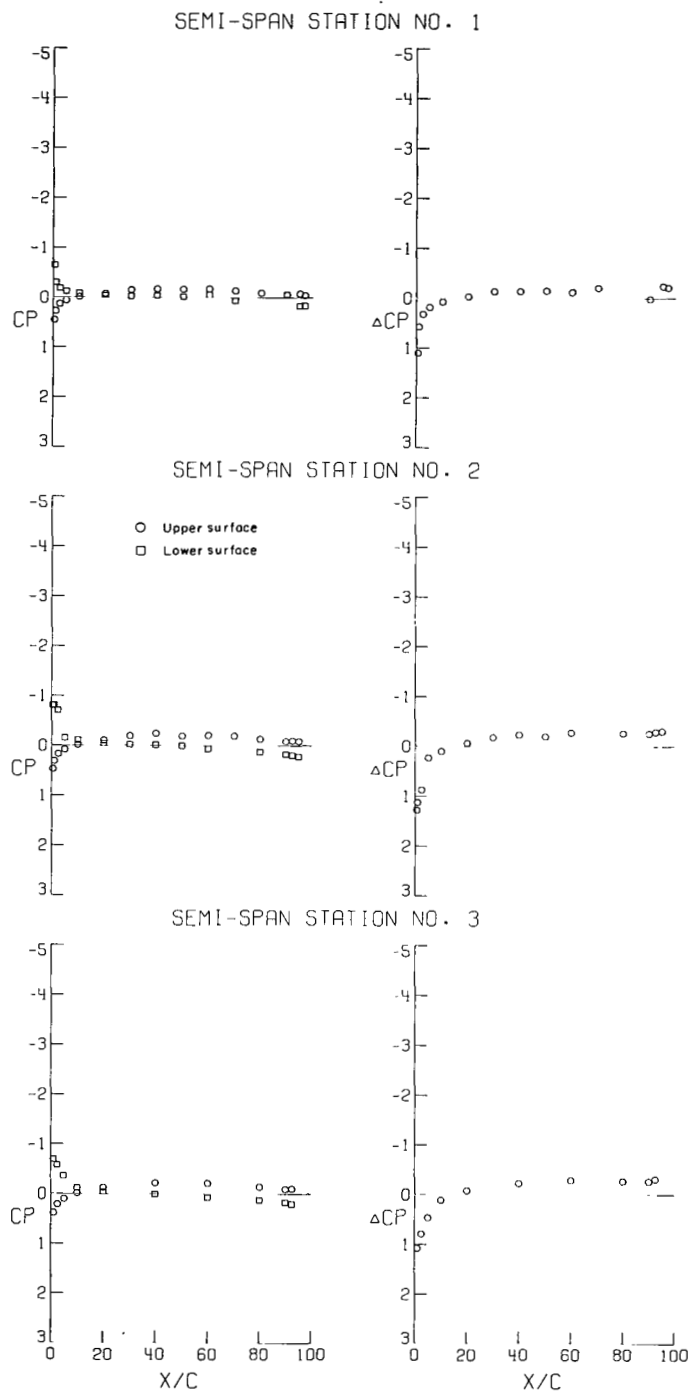 SEMI-SPAN STATION NO. 1
-5 -5
-4 -4
-3 -3
-2 -2
-1 -1
0 0
CP ΔCP
1 1
2 2
3 3
SEMI-SPAN STATION NO. 2
-5 -5
○ Upper surface
□ Lower surface
-4 -4
-3 -3
-2 -2
-1 -1
0 0
CP ΔCP
1 1
2 2
3 3
SEMI-SPAN STATION NO. 3
-5 -5
-4 -4
-3 -3
-2 -2
-1 -1
0 0
CP ΔCP
1 1
2 2
3 3
0 20 40 60 80 100 0 20 40 60 80 100
X/C X/C